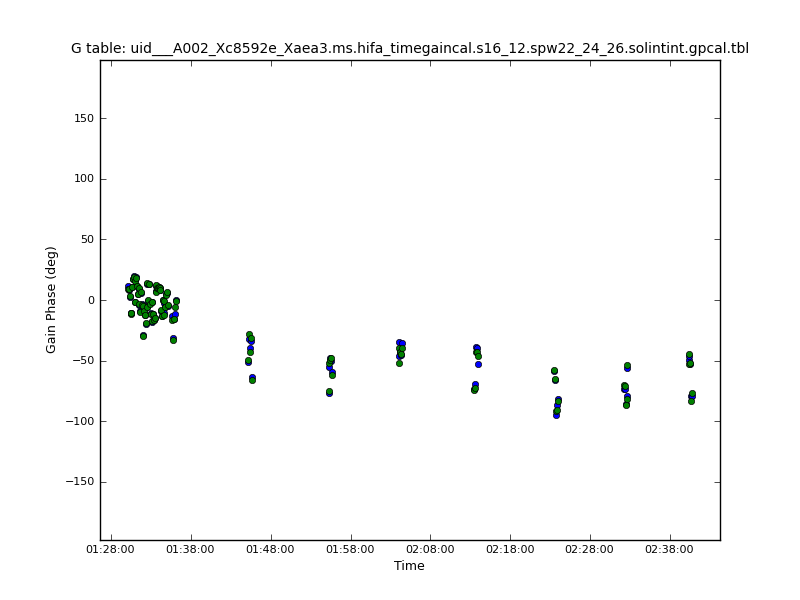 G table: uid___A002_Xc8592e_Xaea3.ms.hifa_timegaincal.s16_12.spw22_24_26.solintint.gpcal.tbl
Gain Phase (deg)
150
100
50
0
−50
−100
−150
01:28:00 01:38:00 01:48:00 01:58:00 02:08:00 02:18:00 02:28:00 02:38:00
Time